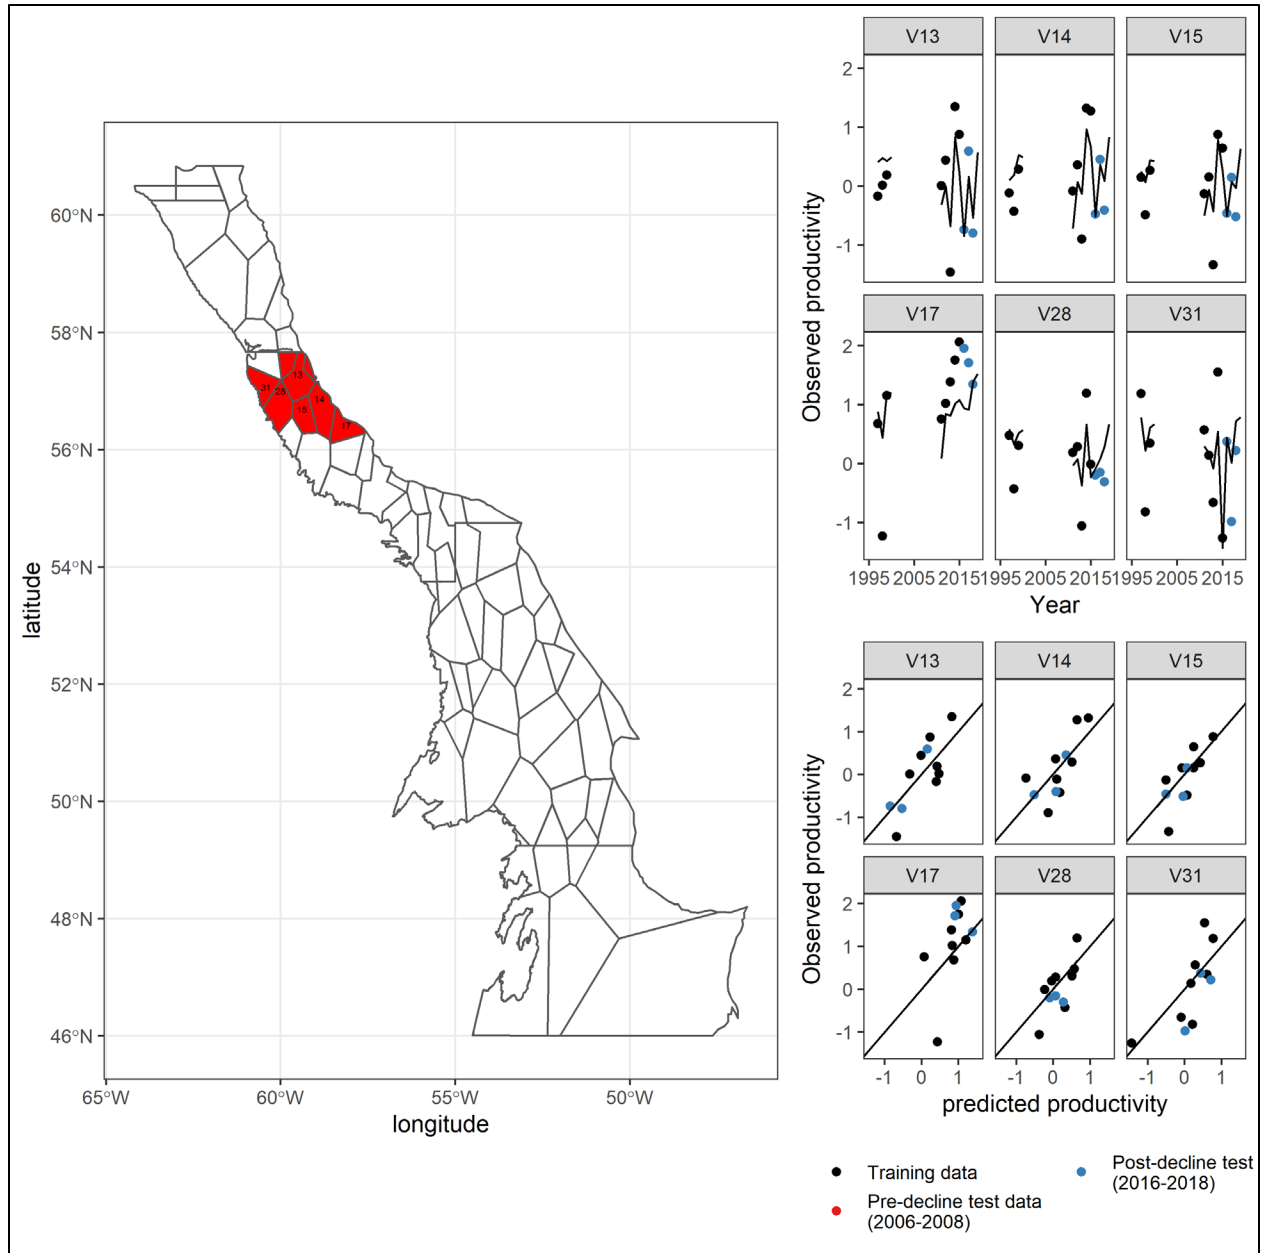 60°N
58°N
56°N
54°N
52°N
50°N
48°N
46°N
latitude
65°W 60°W 55°W 50°W
longitude
13
31
28
14
15
17
V13 V14 V15
2
1
0
-1
V17 V28 V31
2
1
0
-1
Observed productivity
1995 2005 2015 1995 2005 2015 1995 2005 2015
Year
V13 V14 V15
2
1
0
-1
V17 V28 V31
2
1
0
-1
Observed productivity
-1 0 1 -1 0 1 -1 0 1
predicted productivity
Training data
Pre-decline test data
(2006-2008)
Post-decline test
(2016-2018)